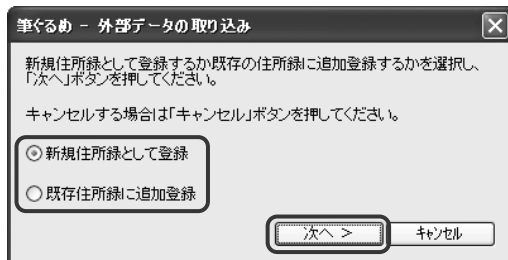 筆ぐるめ - 外部データの取り込み
新規住所録として登録するか既存の住所録に追加登録するかを選択し、
「次へ」ボタンを押してください。
キャンセルする場合は「キャンセル」ボタンを押してください。
新規住所録として登録
既存住所録に追加登録
次へ > キャンセル